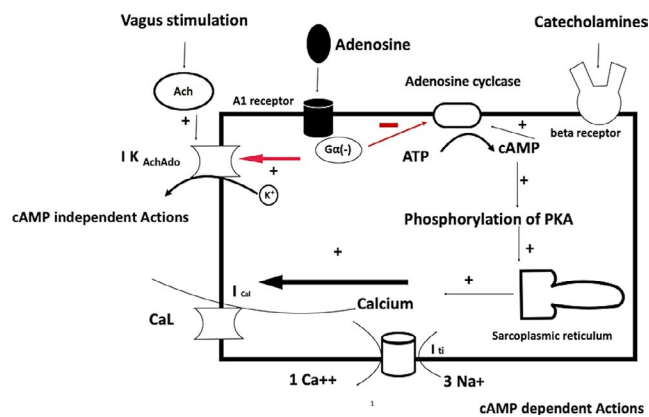 Vagus stimulation
Catecholamines
Adenosine
Adenosine cyclcase
Ach
A1 receptor
+
beta receptor
+
Gα(-)
ATP
cAMP
I K AchAdo
+
K+
+
cAMP independent Actions
Phosphorylation of PKA
+
+
+
I Cal
Calcium
CaL
Sarcoplasmic reticulum
I ti
1 Ca++
3 Na+
1
cAMP dependent Actions